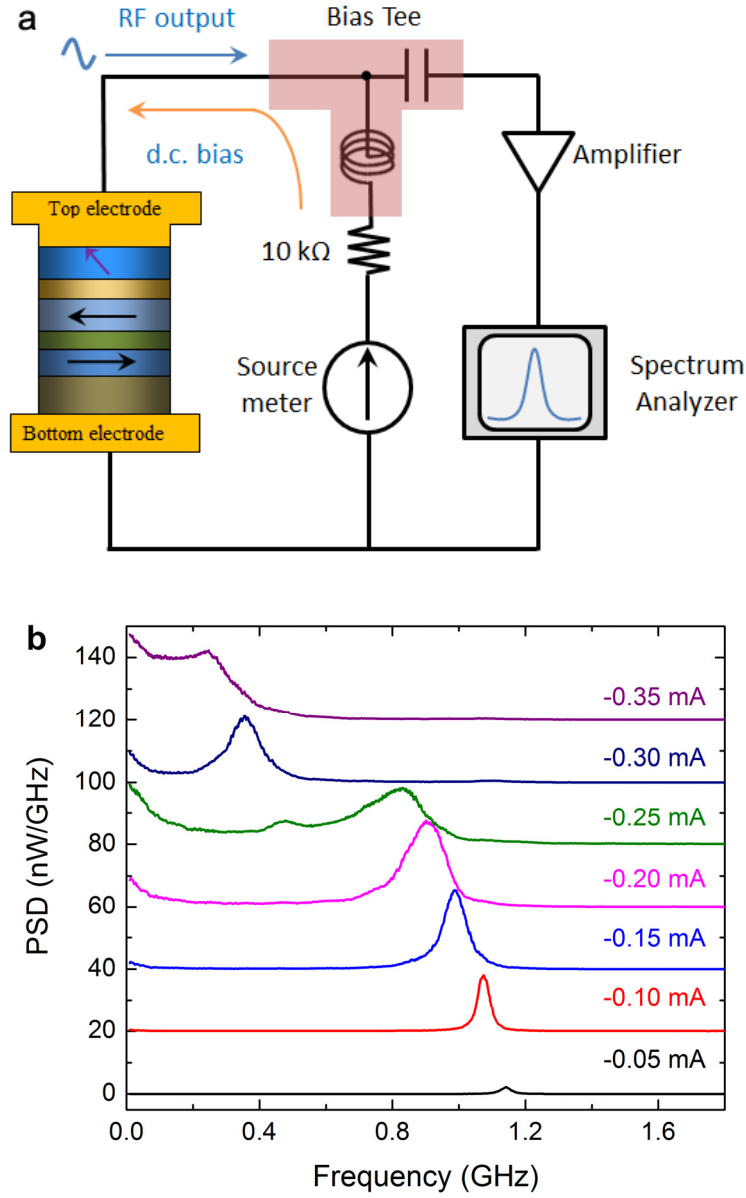 a
RF output
Bias Tee
d.c. bias
Amplifier
Top electrode
10 kΩ
Source
meter
Spectrum
Analyzer
Bottom electrode
b
140
120
100
80
60
40
20
0
PSD (nW/GHz)
-0.35 mA
-0.30 mA
-0.25 mA
-0.20 mA
-0.15 mA
-0.10 mA
-0.05 mA
0.0 0.4 0.8 1.2 1.6
Frequency (GHz)